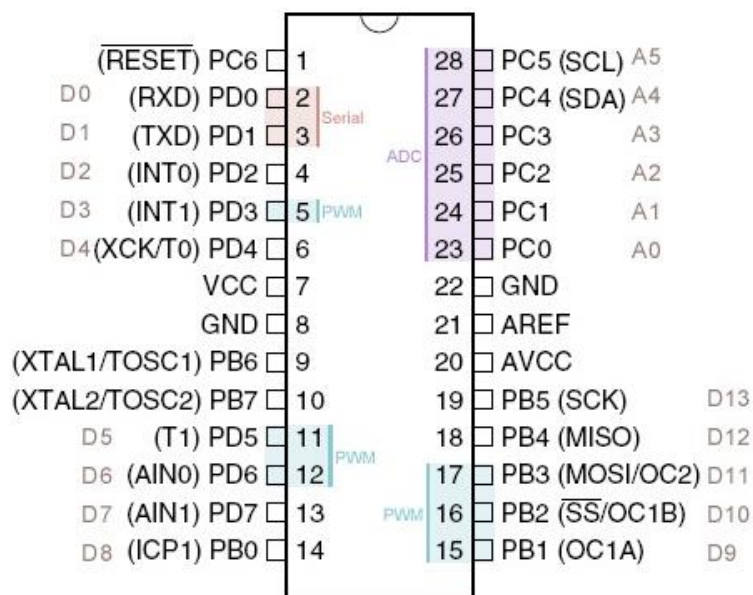 (RESET) PC6 1 28 PC5 (SCL) A5
D0 (RXD) PD0 2 27 PC4 (SDA) A4
Serial
D1 (TXD) PD1 3 26 PC3 A3
ADC
D2 (INT0) PD2 4 25 PC2 A2
D3 (INT1) PD3 5 PWM 24 PC1 A1
D4 (XCK/T0) PD4 6 23 PC0 A0
VCC 7 22 GND
GND 8 21 AREF
(XTAL1/TOSC1) PB6 9 20 AVCC
(XTAL2/TOSC2) PB7 10 19 PB5 (SCK) D13
D5 (T1) PD5 11 18 PB4 (MISO) D12
PWM
D6 (AIN0) PD6 12 17 PB3 (MOSI/OC2) D11
D7 (AIN1) PD7 13 PWM 16 PB2 (SS/OC1B) D10
D8 (ICP1) PB0 14 15 PB1 (OC1A) D9